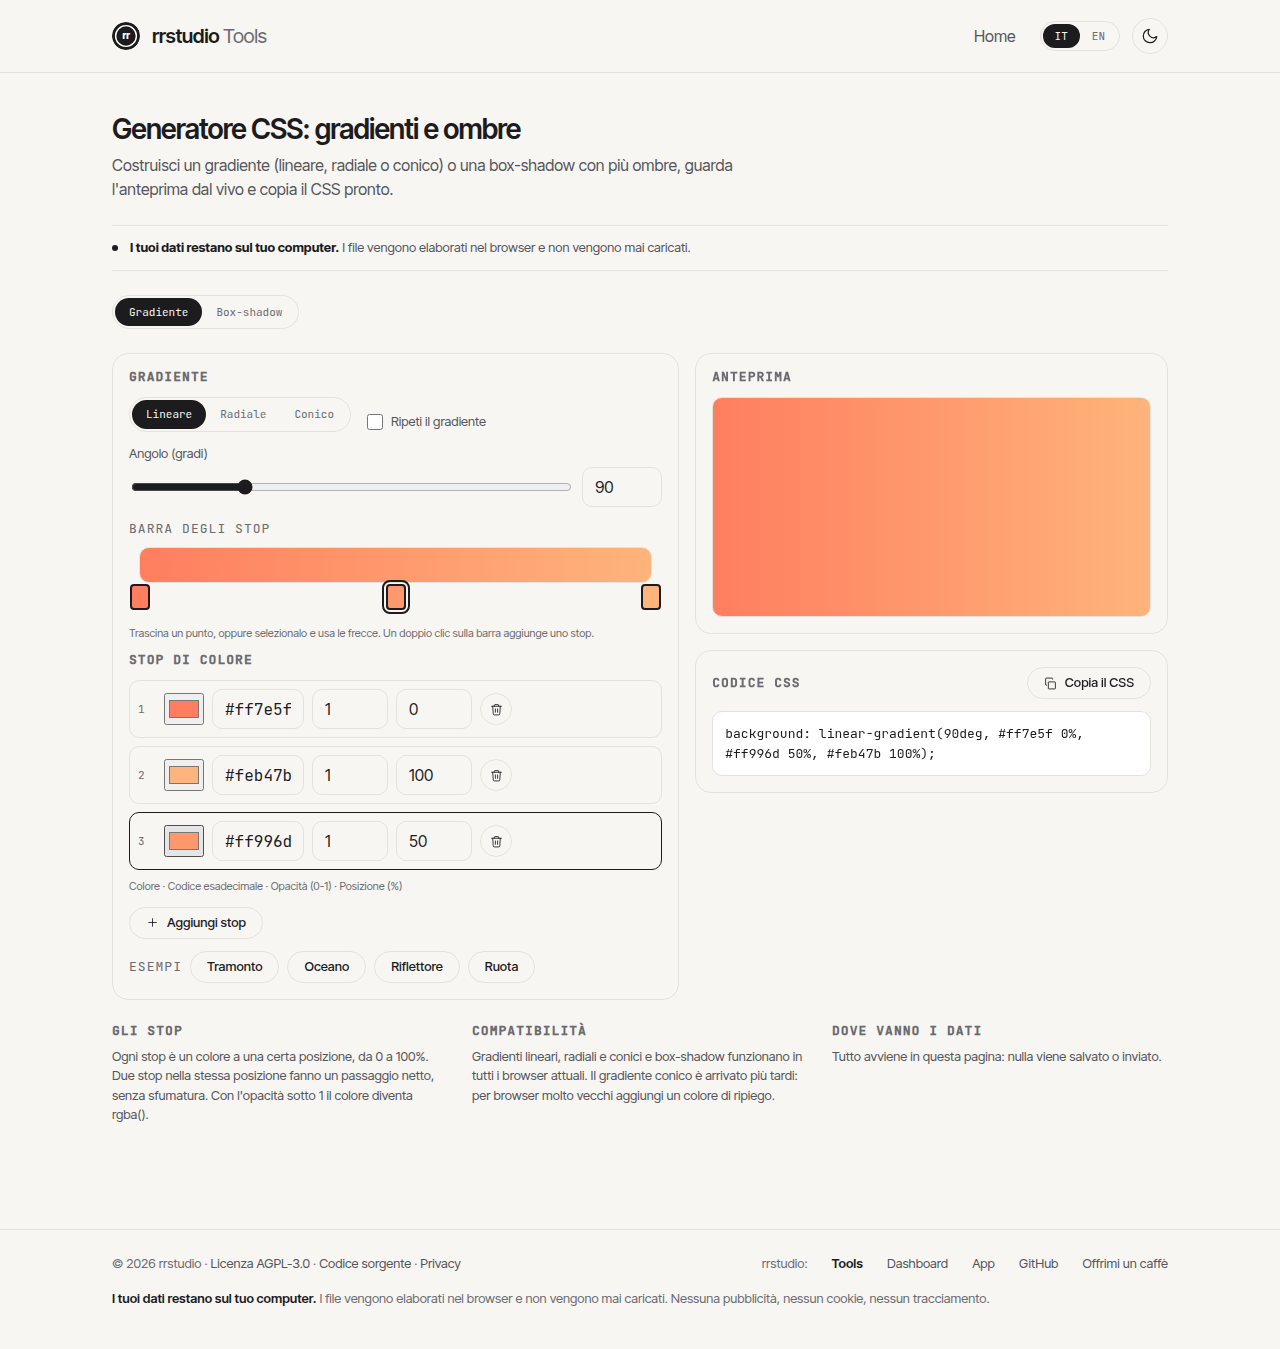 rr rrstudio Tools
Home
IT EN
Generatore CSS: gradienti e ombre
Costruisci un gradiente (lineare, radiale o conico) o una box-shadow con più ombre, guarda
l'anteprima dal vivo e copia il CSS pronto.
I tuoi dati restano sul tuo computer. I file vengono elaborati nel browser e non vengono mai caricati.
Gradiente Box-shadow
GRADIENTE
Lineare Radiale Conico
Ripeti il gradiente
Angolo (gradi)
90
BARRA DEGLI STOP
Trascina un punto, oppure selezionalo e usa le frecce. Un doppio clic sulla barra aggiunge uno stop.
STOP DI COLORE
1 #ff7e5f 1 0
2 #feb47b 1 100
3 #ff996d 1 50
Colore · Codice esadecimale · Opacità (0-1) · Posizione (%)
Aggiungi stop
ESEMPI Tramonto Oceano Riflettore Ruota
ANTEPRIMA
CODICE CSS
Copia il CSS
background: linear-gradient(90deg, #ff7e5f 0%,
#ff996d 50%, #feb47b 100%);
GLI STOP
Ogni stop è un colore a una certa posizione, da 0 a 100%.
Due stop nella stessa posizione fanno un passaggio netto,
senza sfumatura. Con l'opacità sotto 1 il colore diventa
rgba().
COMPATIBILITÀ
Gradienti lineari, radiali e conici e box-shadow funzionano in
tutti i browser attuali. Il gradiente conico è arrivato più tardi:
per browser molto vecchi aggiungi un colore di ripiego.
DOVE VANNO I DATI
Tutto avviene in questa pagina: nulla viene salvato o inviato.
© 2026 rrstudio · Licenza AGPL-3.0 · Codice sorgente · Privacy
rrstudio: Tools Dashboard App GitHub Offrimi un caffè
I tuoi dati restano sul tuo computer. I file vengono elaborati nel browser e non vengono mai caricati. Nessuna pubblicità, nessun cookie, nessun tracciamento.